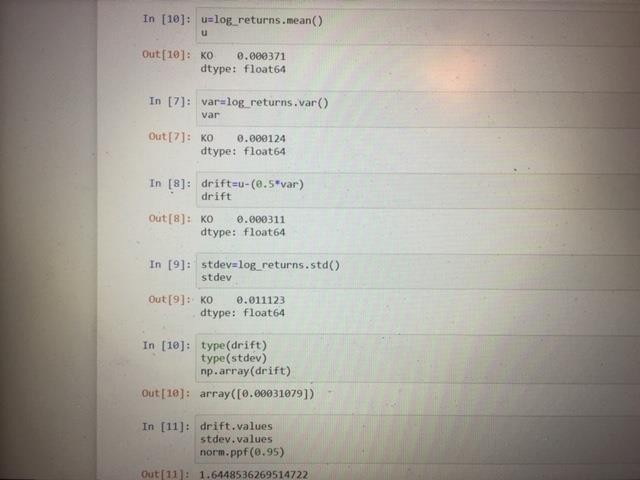 In [10]: u=log_returns.mean()
u
Out[10]: KO 0.000371
dtype: float64
In [7]: var=log_returns.var()
var
Out[7]: KO 0.000124
dtype: float64
In [8]: drift=u-(0.5*var)
drift
Out[8]: KO 0.000311
dtype: float64
In [9]: stdev=log_returns.std()
stdev
Out[9]: KO 0.011123
dtype: float64
In [10]: type(drift)
type(stdev)
np.array(drift)
Out[10]: array([0.00031079])
In [11]: drift.values
stdev.values
norm.ppf(0.95)
Out[11]: 1.6448536269514722